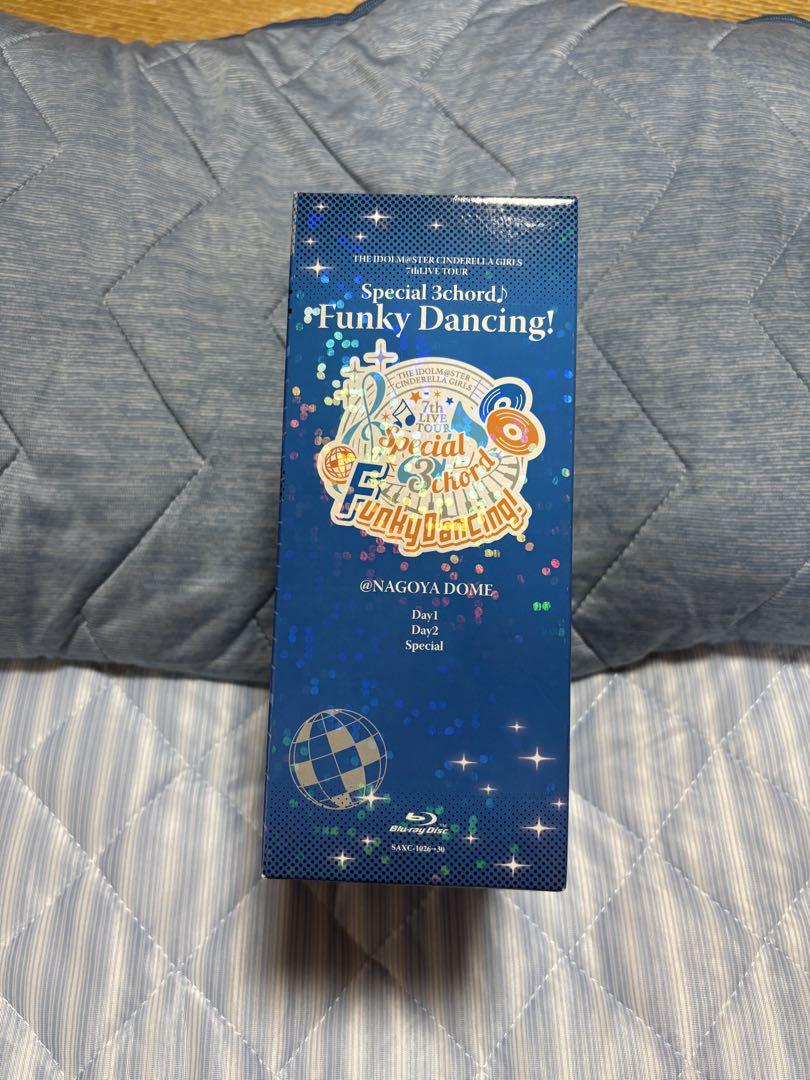 THE IDOLM@STER CINDERELLA GIRLS
7thLIVE TOUR
Special 3chord♪
Funky Dancing!
THE IDOLM@STER
CINDERELLA GIRLS
7th
LIVE
TOUR
Special
3chord
Funky Dancing!
@NAGOYA DOME
Day1
Day2
Special
Blu-ray Disc™
SAXC-1026~30